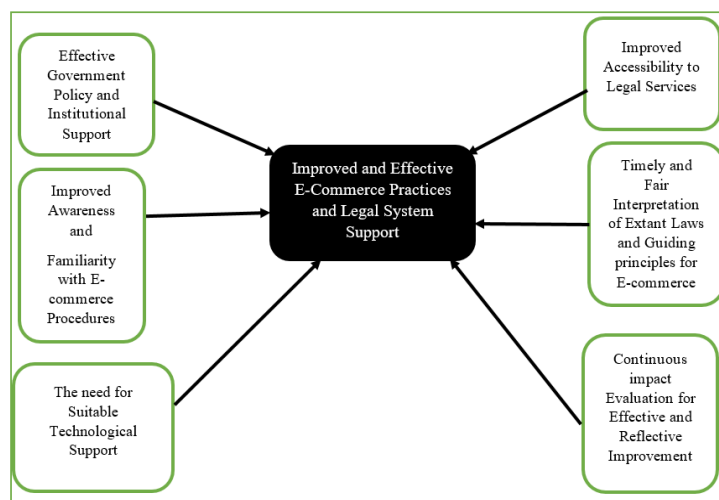 Effective
Government
Policy and
Institutional
Support
Improved
Awareness
and
Familiarity
with E-
commerce
Procedures
The need for
Suitable
Technological
Support
Improved and Effective
E-Commerce Practices
and Legal System
Support
Improved
Accessibility to
Legal Services
Timely and
Fair
Interpretation
of Extant Laws
and Guiding
principles for
E-commerce
Continuous
impact
Evaluation for
Effective and
Reflective
Improvement